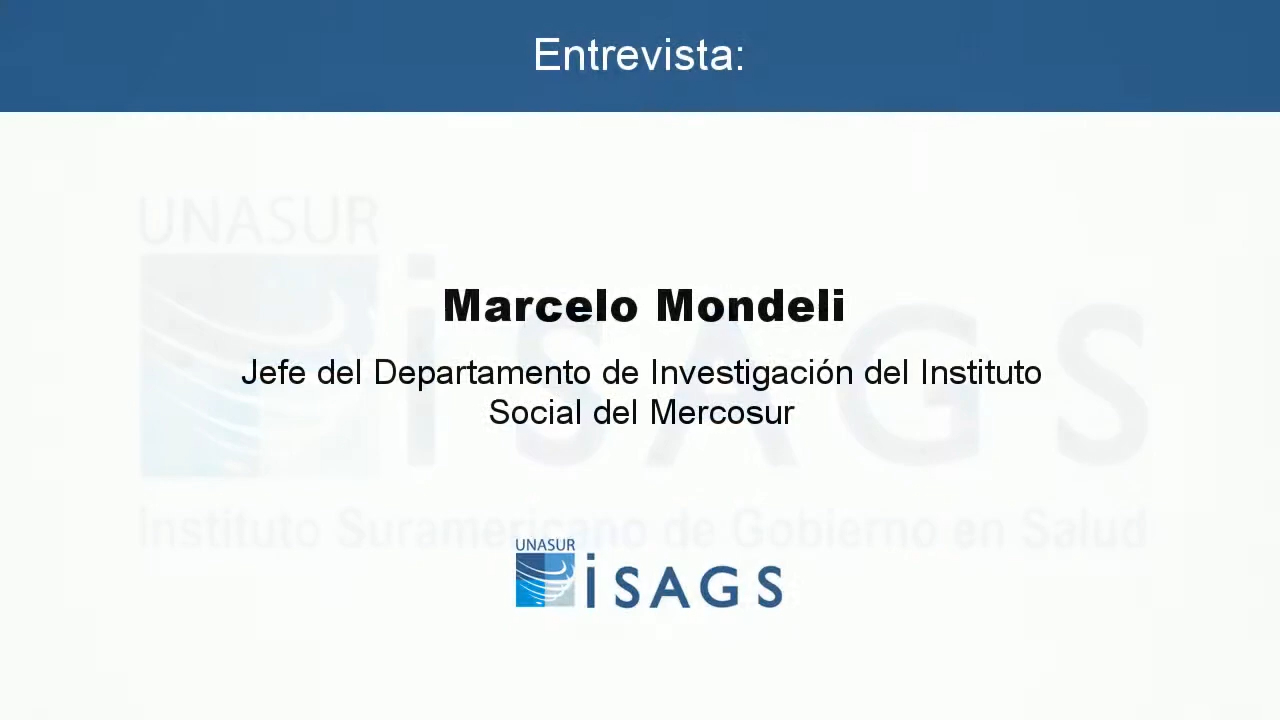 Entrevista:
UNASUR
Marcelo Mondeli
iSAGS
Jefe del Departamento de Investigación del Instituto
Social del Mercosur
Instituto Suramericano de Gobierno en Salud
UNASUR
iSAGS